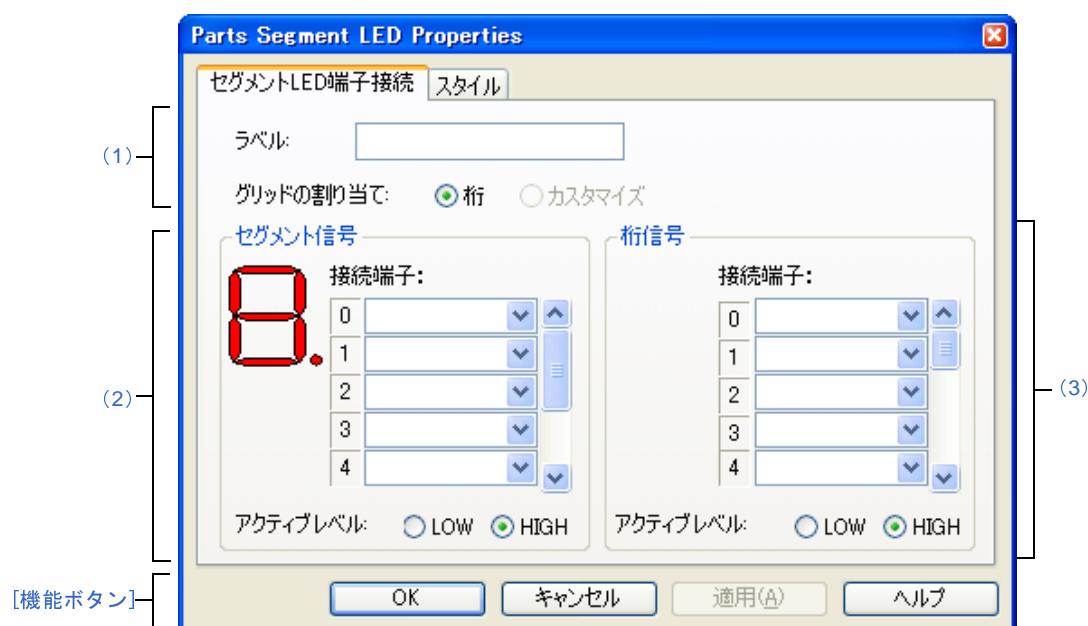 Parts Segment LED Properties
セグメントLED端子接続 スタイル
(1)
ラベル:
グリッドの割り当て: 桁 カスタマイズ
(2)
セグメント信号
接続端子:
0
1
2
3
4
アクティブレベル: LOW HIGH
桁信号
接続端子:
0
1
2
3
4
アクティブレベル: LOW HIGH
(3)
[機能ボタン]
OK キャンセル 適用(A) ヘルプ